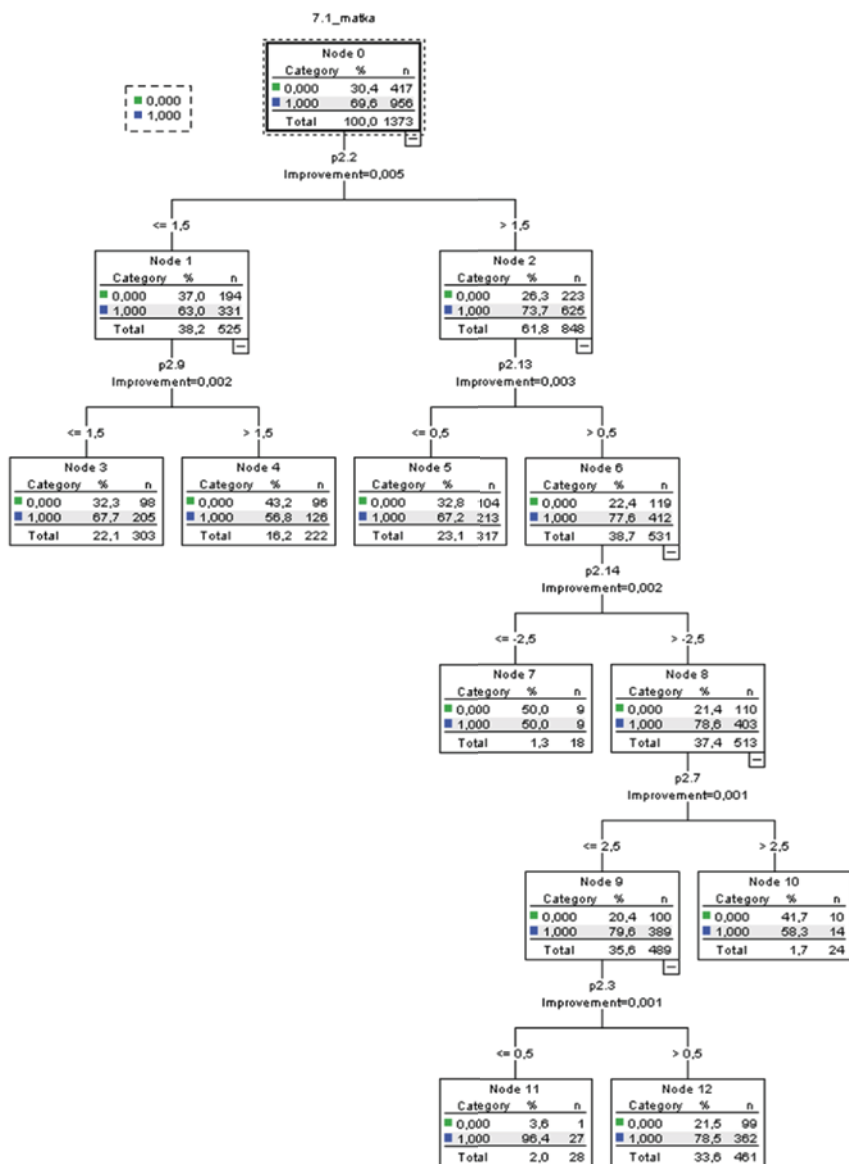 7.1_matka
Node 0
Category % n
0,000 30,4 417
1,000 69,6 956
Total 100,0 1373
0,000
1,000
p2.2
Improvement=0,005
<= 1,5 > 1,5
Node 1
Category % n
0,000 37,0 194
1,000 63,0 331
Total 38,2 525
Node 2
Category % n
0,000 26,3 223
1,000 73,7 625
Total 61,8 848
p2.9
Improvement=0,002
p2.13
Improvement=0,003
<= 1,5 > 1,5 <= 0,5 > 0,5
Node 3
Category % n
0,000 32,3 98
1,000 67,7 205
Total 22,1 303
Node 4
Category % n
0,000 43,2 96
1,000 56,8 126
Total 16,2 222
Node 5
Category % n
0,000 32,8 104
1,000 67,2 213
Total 23,1 317
Node 6
Category % n
0,000 22,4 119
1,000 77,6 412
Total 38,7 531
p2.14
Improvement=0,002
<= -2,5 > -2,5
Node 7
Category % n
0,000 50,0 9
1,000 50,0 9
Total 1,3 18
Node 8
Category % n
0,000 21,4 110
1,000 78,6 403
Total 37,4 513
p2.7
Improvement=0,001
<= 2,5 > 2,5
Node 9
Category % n
0,000 20,4 100
1,000 79,6 389
Total 35,6 489
Node 10
Category % n
0,000 41,7 10
1,000 58,3 14
Total 1,7 24
p2.3
Improvement=0,001
<= 0,5 > 0,5
Node 11
Category % n
0,000 3,6 1
1,000 96,4 27
Total 2,0 28
Node 12
Category % n
0,000 21,5 99
1,000 78,5 362
Total 33,6 461